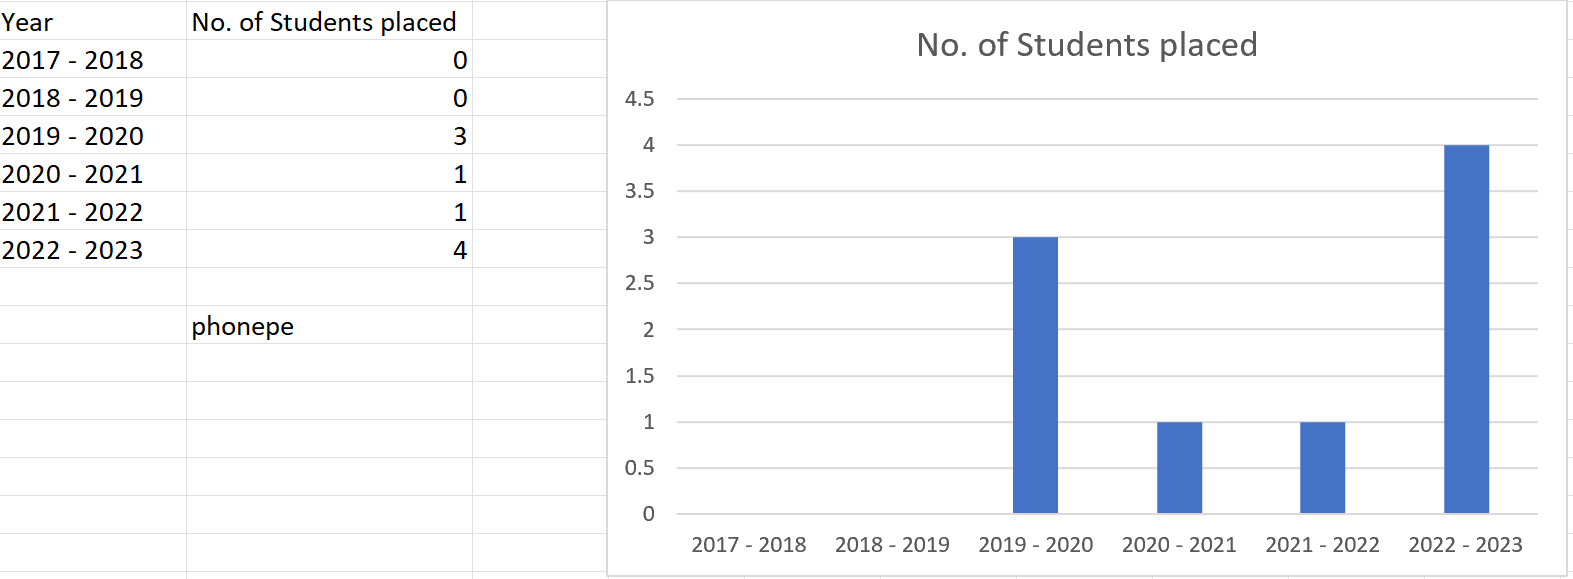 Year No. of Students placed
2017 - 2018 0
2018 - 2019 0
2019 - 2020 3
2020 - 2021 1
2021 - 2022 1
2022 - 2023 4
phonepe
No. of Students placed
4.5
4
3.5
3
2.5
2
1.5
1
0.5
0
2017 - 2018 2018 - 2019 2019 - 2020 2020 - 2021 2021 - 2022 2022 - 2023